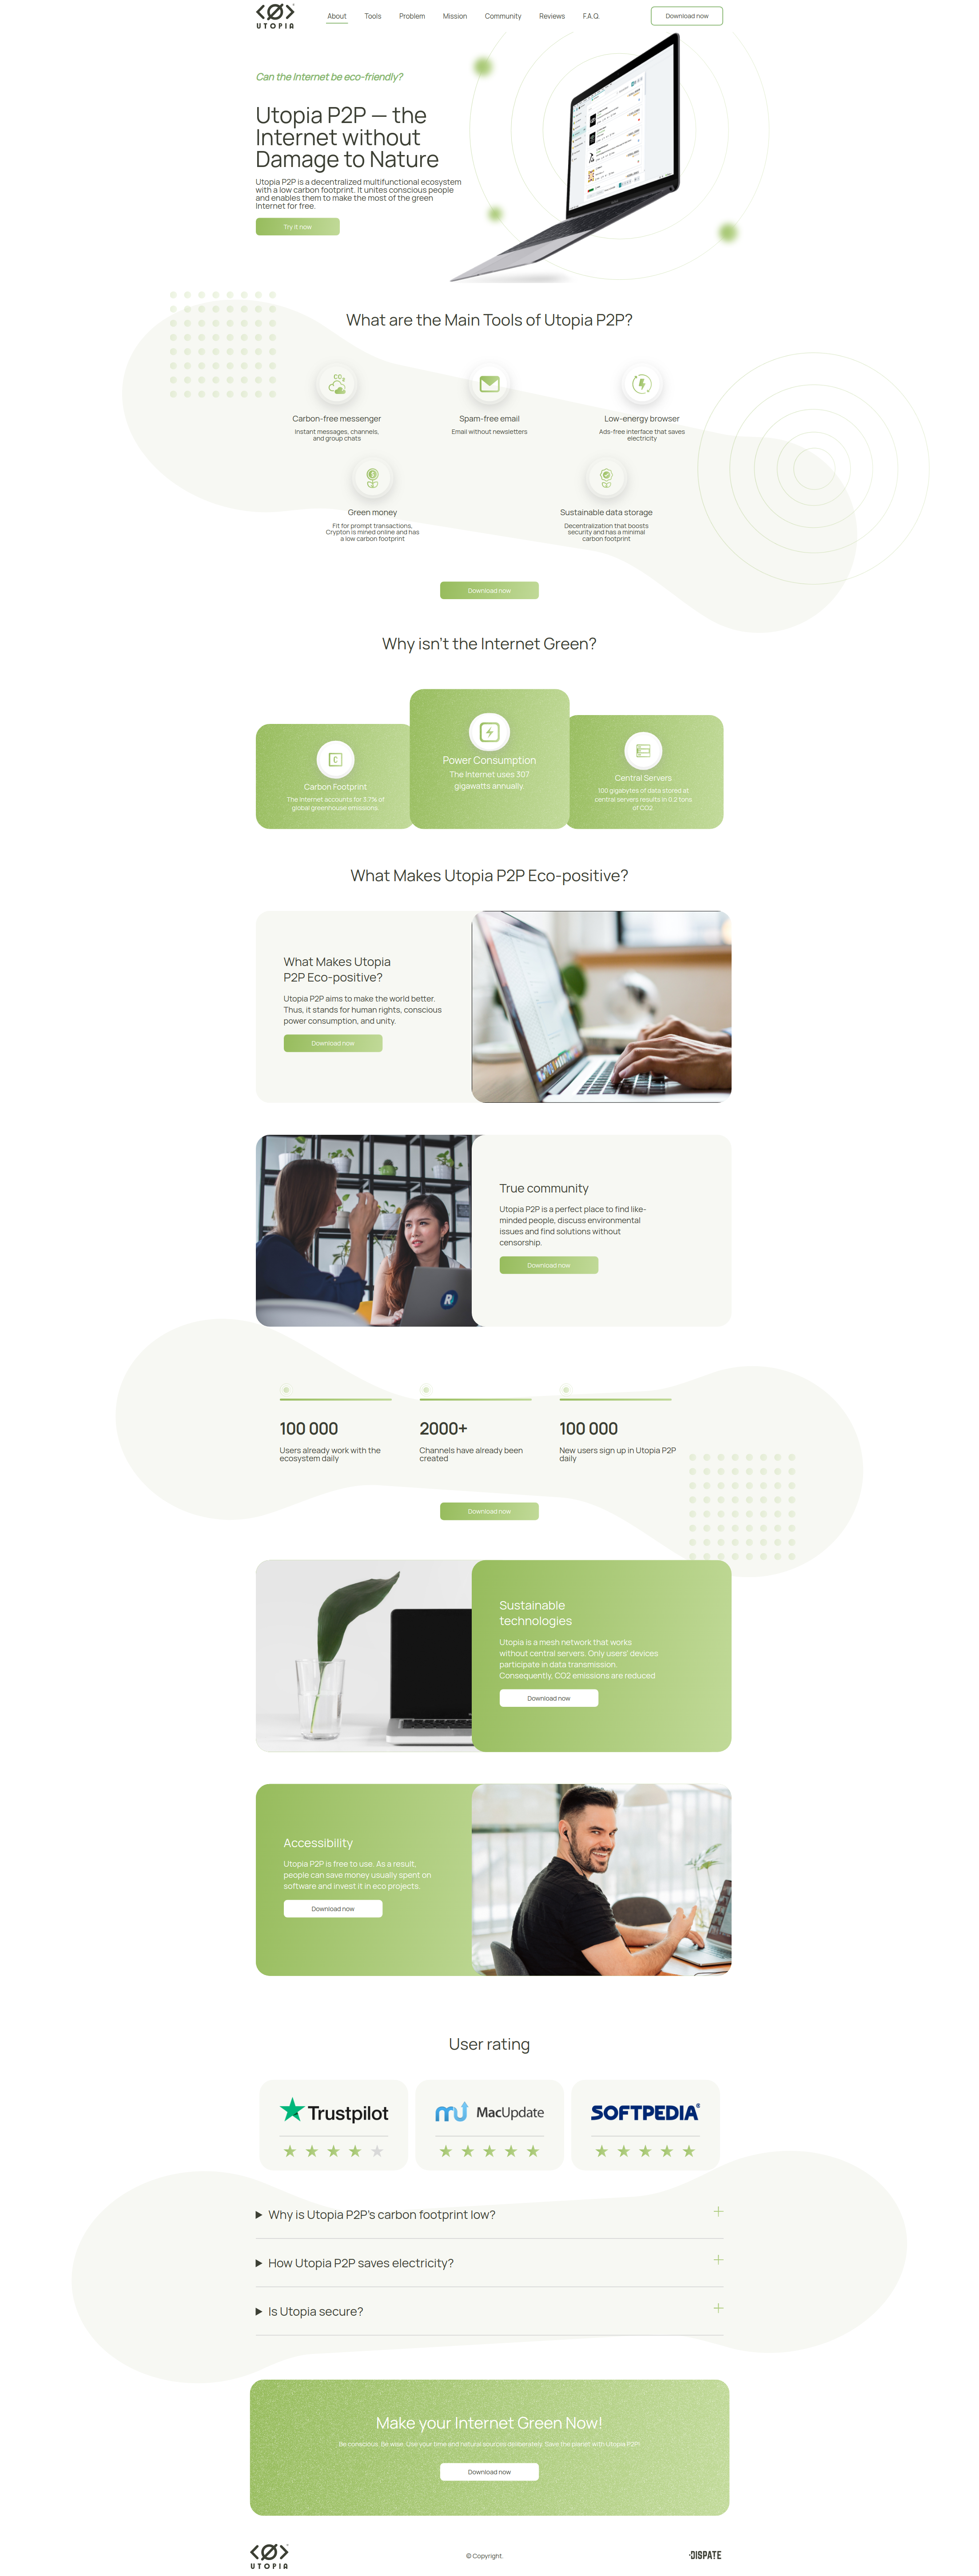 UTOPIA
About
Tools
Problem
Mission
Community
Reviews
F.A.Q.
Download now
Can the Internet be eco-friendly?
Utopia P2P — the
Internet without
Damage to Nature
Utopia P2P is a decentralized multifunctional ecosystem
with a low carbon footprint. It unites conscious people
and enables them to make the most of the green
Internet for free.
Try it now
What are the Main Tools of Utopia P2P?
Carbon-free messenger
Instant messages, channels,
and group chats
Spam-free email
Email without newsletters
Low-energy browser
Ads-free interface that saves
electricity
Green money
Fit for prompt transactions,
Crypton is mined online and has
a low carbon footprint
Sustainable data storage
Decentralization that boosts
security and has a minimal
carbon footprint
Download now
Why isn't the Internet Green?
Carbon Footprint
The Internet accounts for 3.7% of
global greenhouse emissions.
Power Consumption
The Internet uses 307
gigawatts annually.
Central Servers
100 gigabytes of data stored at
central servers results in 0.2 tons
of CO2.
What Makes Utopia P2P Eco-positive?
What Makes Utopia
P2P Eco-positive?
Utopia P2P aims to make the world better.
Thus, it stands for human rights, conscious
power consumption, and unity.
Download now
True community
Utopia P2P is a perfect place to find like-
minded people, discuss environmental
issues and find solutions without
censorship.
Download now
100 000
Users already work with the
ecosystem daily
2000+
Channels have already been
created
100 000
New users sign up in Utopia P2P
daily
Download now
Sustainable
technologies
Utopia is a mesh network that works
without central servers. Only users' devices
participate in data transmission.
Consequently, CO2 emissions are reduced
Download now
Accessibility
Utopia P2P is free to use. As a result,
people can save money usually spent on
software and invest it in eco projects.
Download now
User rating
Trustpilot
MacUpdate
SOFTPEDIA®
Why is Utopia P2P's carbon footprint low?
How Utopia P2P saves electricity?
Is Utopia secure?
Make your Internet Green Now!
Be conscious. Be wise. Use your time and natural sources deliberately. Save the planet with Utopia P2P!
Download now
UTOPIA
© Copyright.
DISPATE